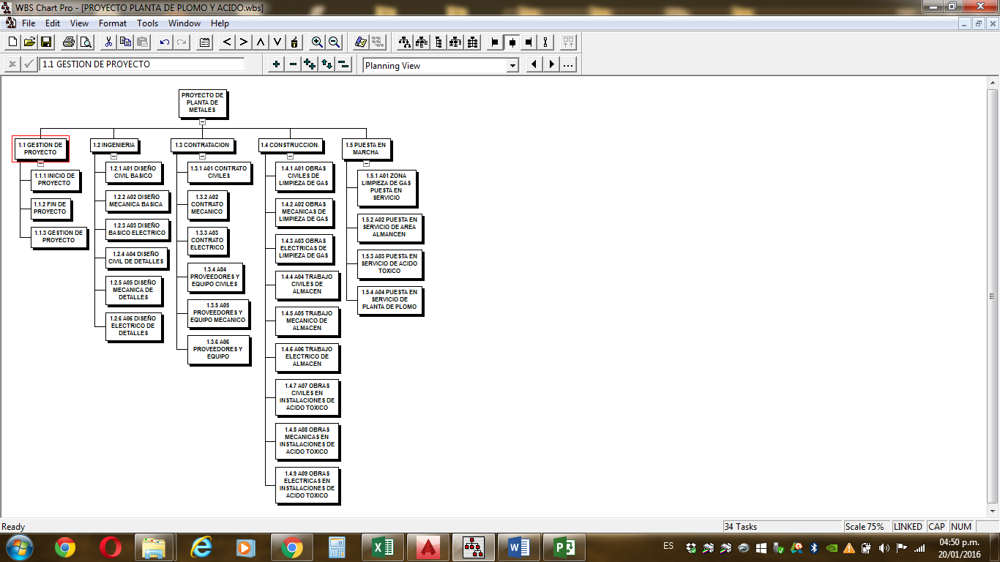 WBS Chart Pro - [PROYECTO PLANTA DE PLOMO Y ACIDO.wbs]
File Edit View Format Tools Window Help
1.1 GESTION DE PROYECTO
Planning View
PROYECTO DE
PLANTA DE
METALES
1.1 GESTION DE
PROYECTO
1.1.1 INICIO DE
PROYECTO
1.1.2 FIN DE
PROYECTO
1.1.3 GESTION DE
PROYECTO
1.2 INGENIERIA
1.2.1 A01 DISEÑO
CIVIL BASICO
1.2.2 A02 DISEÑO
MECANICA BASICA
1.2.3 A03 DISEÑO
BASICO ELECTRICO
1.2.4 A04 DISEÑO
CIVIL DE DETALLES
1.2.5 A05 DISEÑO
MECANICA DE
DETALLES
1.2.6 A06 DISEÑO
ELECTRICO DE
DETALLES
1.3 CONTRATACION
1.3.1 A01 CONTRATO
CIVILES
1.3.2 A02
CONTRATO
MECANICO
1.3.3 A03
CONTRATO
ELECTRICO
1.3.4 A04
PROVEEDORES Y
EQUIPO CIVILES
1.3.5 A05
PROVEEDORES Y
EQUIPO MECANICO
1.3.6 A06
PROVEEDORES Y
EQUIPO
1.4 CONSTRUCCION.
1.4.1 A01 OBRAS
CIVILES DE
LIMPIEZA DE GAS
1.4.2 A02 OBRAS
MECANICAS DE
LIMPIEZA DE GAS
1.4.3 A03 OBRAS
ELECTRICAS DE
LIMPIEZA DE GAS
1.4.4 A04 TRABAJO
CIVILES DE
ALMACEN
1.4.5 A05 TRABAJO
MECANICO DE
ALMACEN
1.4.6 A06 TRABAJO
ELECTRICO DE
ALMACEN
1.4.7 A07 OBRAS
CIVILES EN
INSTALACIONES DE
ACIDO TOXICO
1.4.8 A08 OBRAS
MECANICAS EN
INSTALACIONES DE
ACIDO TOXICO
1.4.9 A09 OBRAS
ELECTRICAS EN
INSTALACIONES DE
ACIDO TOXICO
1.5 PUESTA EN
MARCHA
1.5.1 A01 ZONA
LIMPIEZA DE GAS
PUESTA EN
SERVICIO
1.5.2 A02 PUESTA EN
SERVICIO DE AREA
ALMANCEN
1.5.3 A03 PUESTA EN
SERVICIO DE ACIDO
TOXICO
1.5.4 A04 PUESTA EN
SERVICIO DE
PLANTA DE PLOMO
Ready
34 Tasks
Scale 75%
LINKED
CAP
NUM
ES
04:50 p.m.
20/01/2016